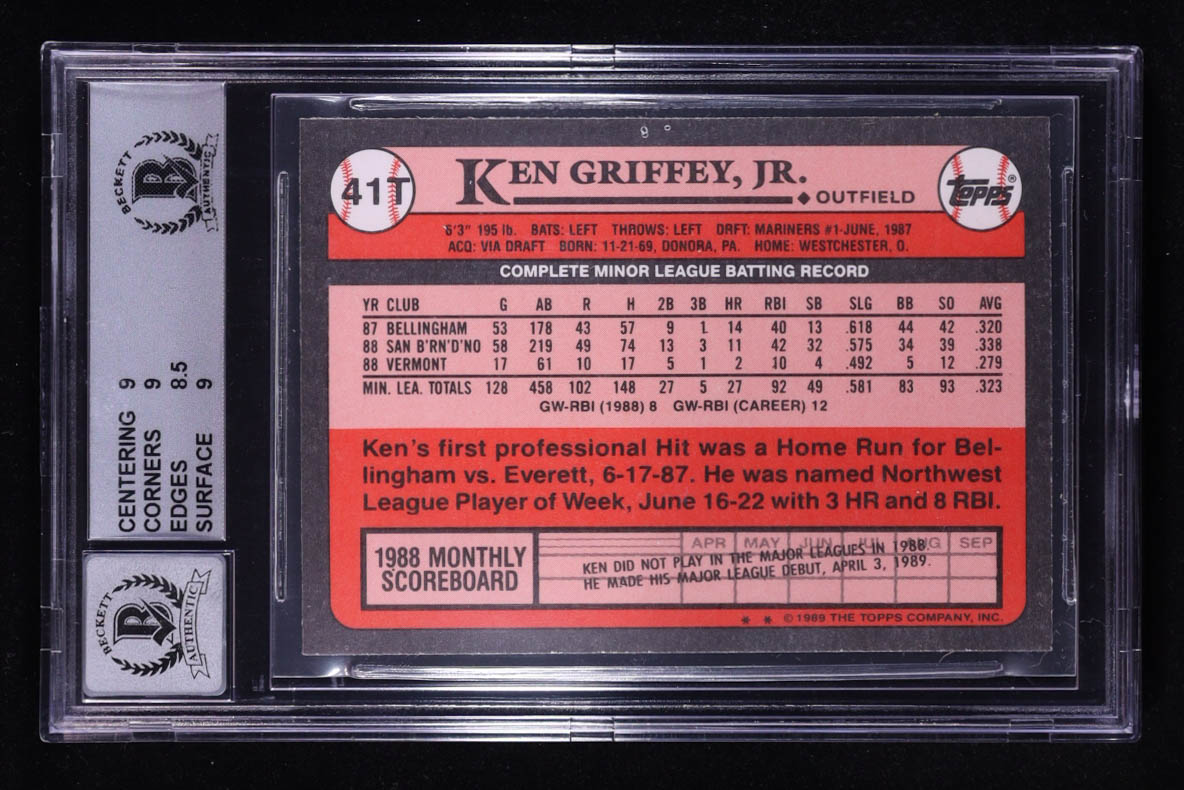 BECKETT
B
AUTHENTIC
CENTERING 9
CORNERS 9
EDGES 8.5
SURFACE 9
BECKETT
B
AUTHENTIC
41T
KEN GRIFFEY, JR.
◆ OUTFIELD
TOPPS®
6'3" 195 lb. BATS: LEFT THROWS: LEFT DRFT: MARINERS #1-JUNE, 1987
ACQ: VIA DRAFT BORN: 11-21-69, DONORA, PA. HOME: WESTCHESTER, O.
COMPLETE MINOR LEAGUE BATTING RECORD
YR CLUB G AB R H 2B 3B HR RBI SB SLG BB SO AVG
87 BELLINGHAM 53 178 43 57 9 1 14 40 13 .618 44 42 .320
88 SAN B'RN'D'NO 58 219 49 74 13 3 11 42 32 .575 34 39 .338
88 VERMONT 17 61 10 17 5 1 2 10 4 .492 5 12 .279
MIN. LEA. TOTALS 128 458 102 148 27 5 27 92 49 .581 83 93 .323
GW-RBI (1988) 8 GW-RBI (CAREER) 12
Ken's first professional Hit was a Home Run for Bel-
lingham vs. Everett, 6-17-87. He was named Northwest
League Player of Week, June 16-22 with 3 HR and 8 RBI.
1988 MONTHLY
SCOREBOARD
APR MAY JUN JUL AUG SEP
KEN DID NOT PLAY IN THE MAJOR LEAGUES IN 1988.
HE MADE HIS MAJOR LEAGUE DEBUT, APRIL 3, 1989.
* * © 1989 THE TOPPS COMPANY, INC.